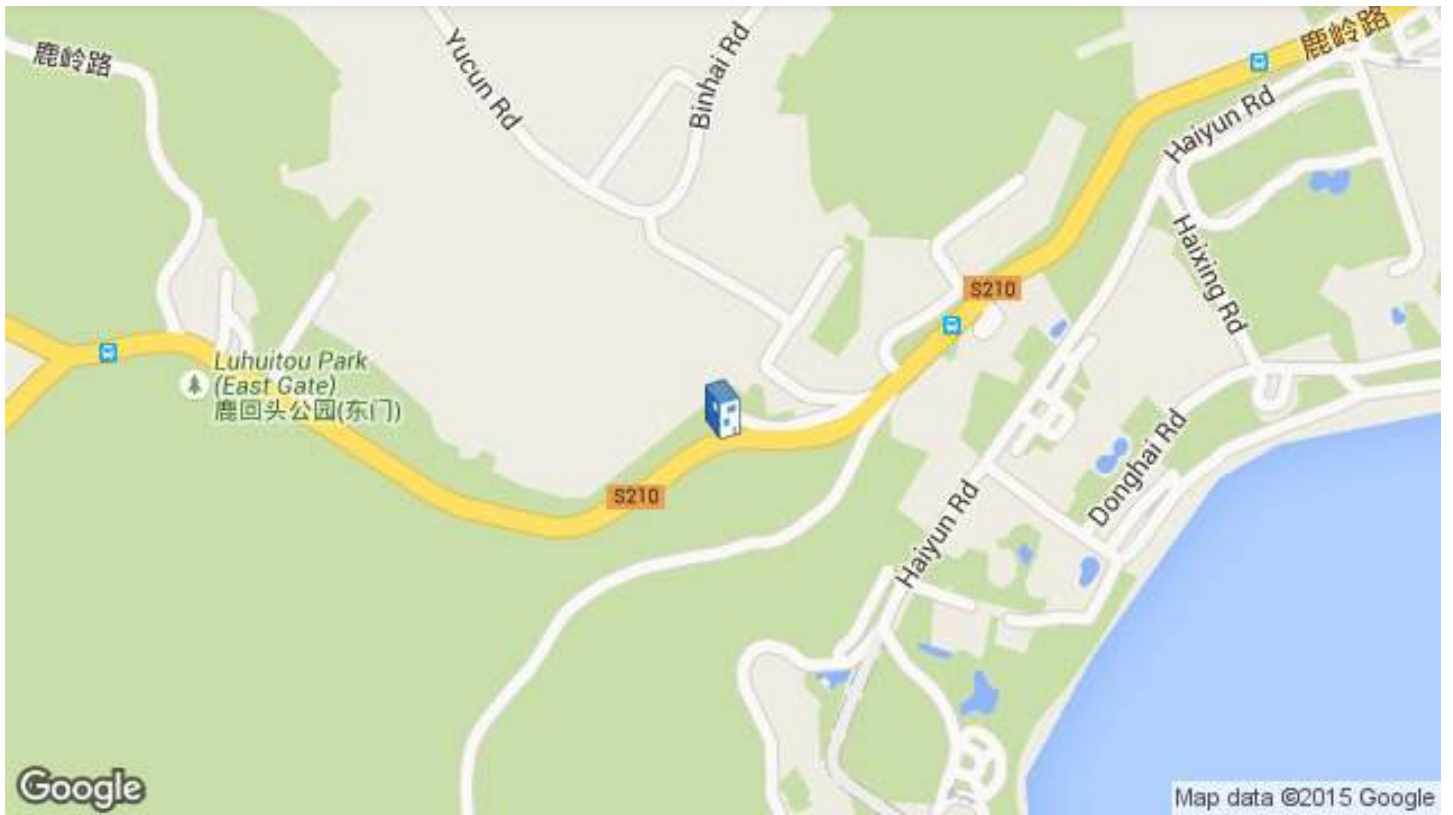 鹿岭路
鹿岭路
Yucun Rd
Binhai Rd
Haiyun Rd
Haixing Rd
S210
Luhuitou Park
(East Gate)
鹿回头公园(东门)
S210
Donghai Rd
Haiyun Rd
Google
Map data ©2015 Google